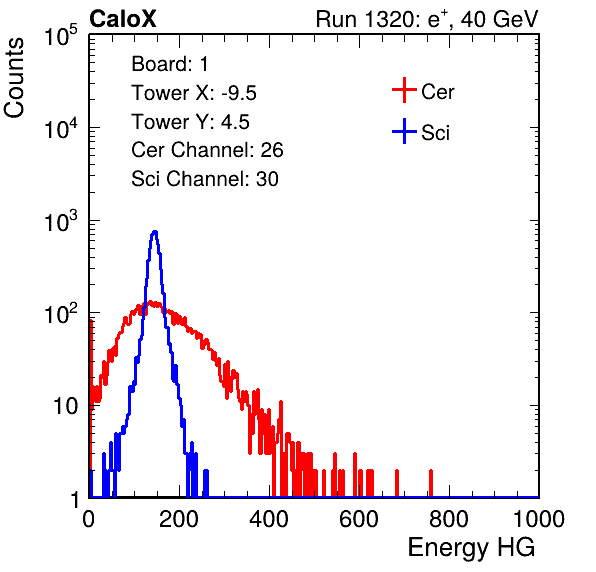 CaloX Run 1320: e⁺, 40 GeV
Counts
10⁵
10⁴
10³
10²
10
1
Board: 1
Tower X: -9.5
Tower Y: 4.5
Cer Channel: 26
Sci Channel: 30
Cer
Sci
0 200 400 600 800 1000
Energy HG